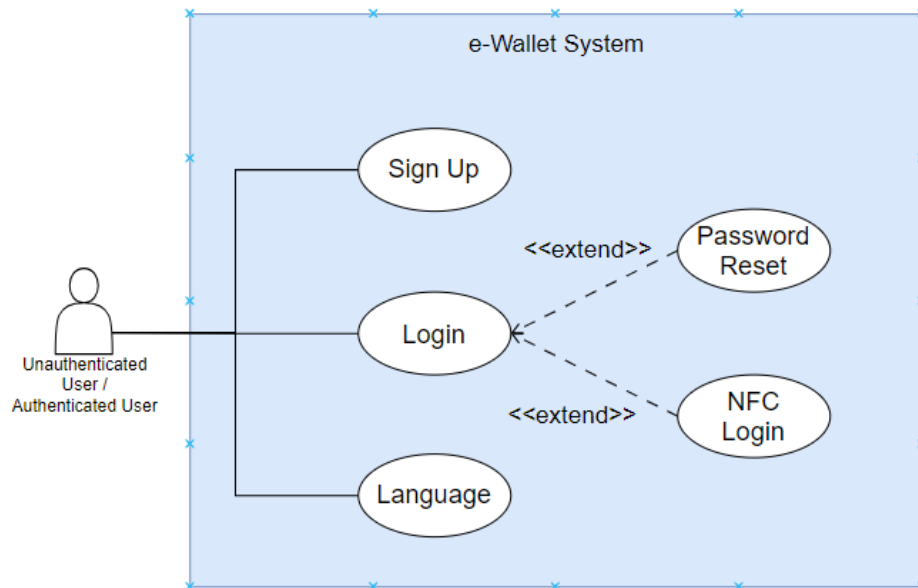 e-Wallet System
Sign Up
<<extend>>
Password
Reset
Login
Unauthenticated
User /
Authenticated User
<<extend>>
NFC
Login
Language